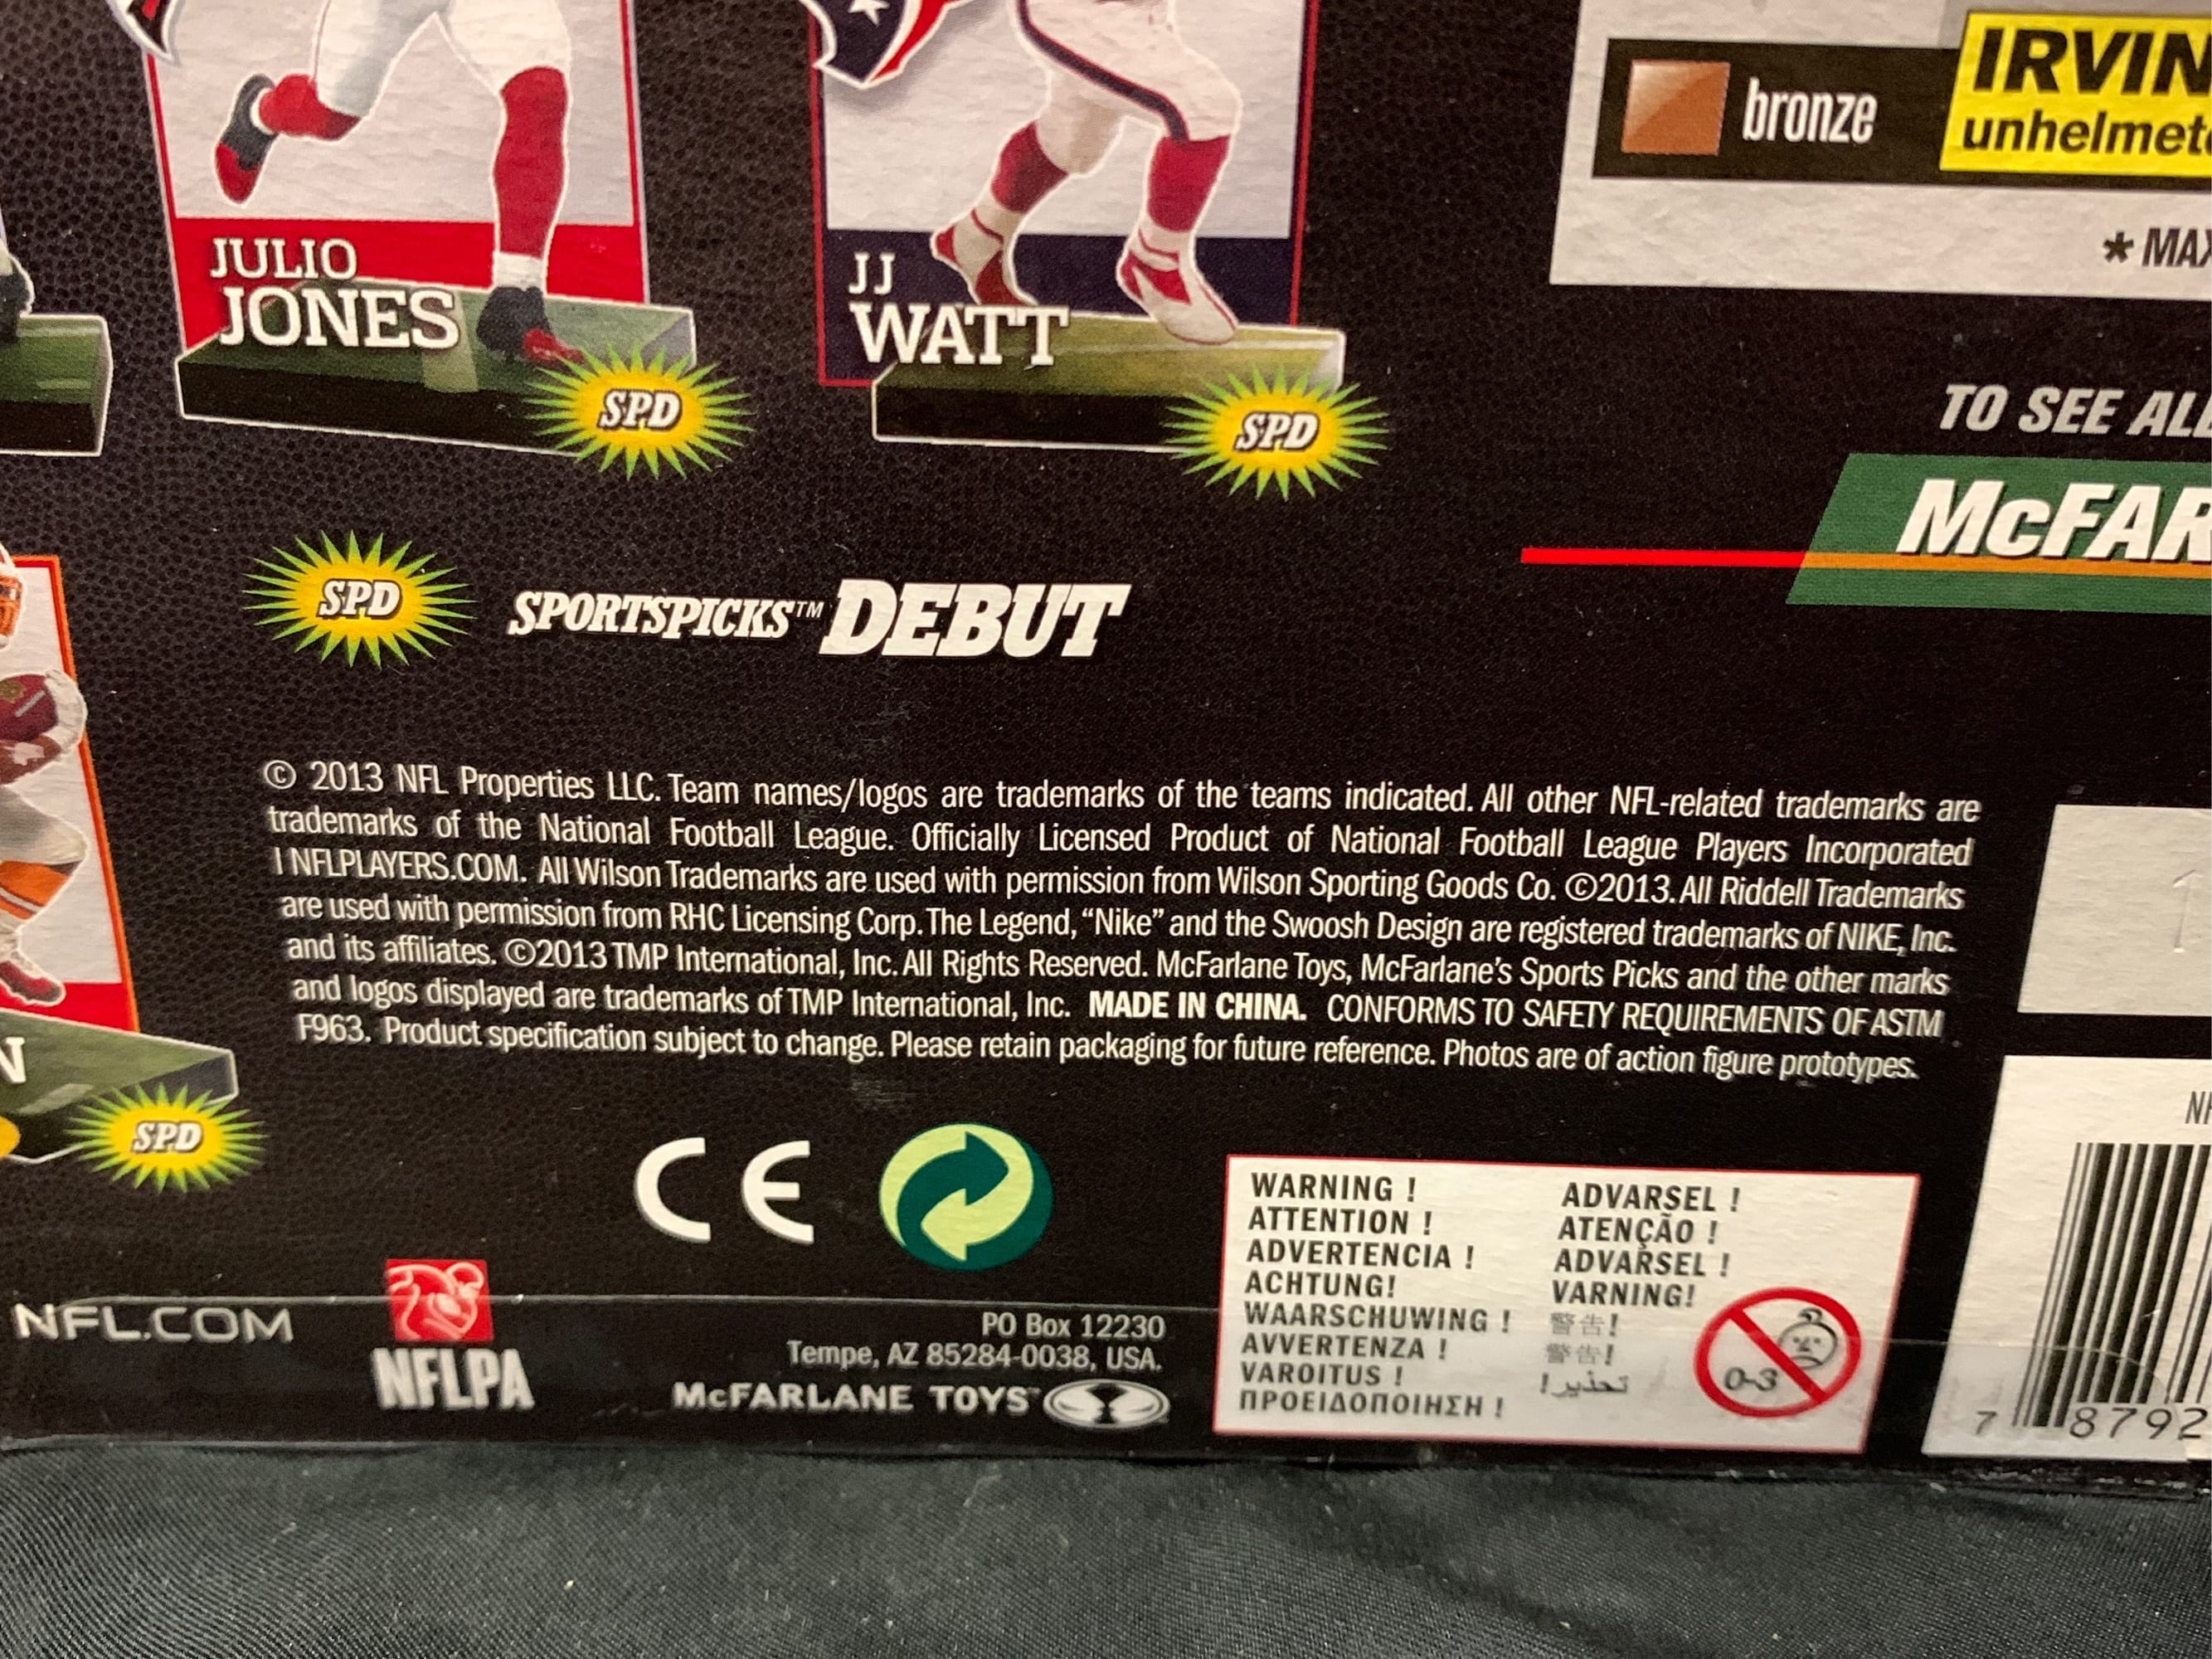 JULIO
JONES
SPD
JJ
WATT
SPD
bronze
IRVIN
* MAX
TO SEE ALL
McFAR
SPD
SPORTSPICKS™ DEBUT
© 2013 NFL Properties LLC. Team names/logos are trademarks of the teams indicated. All other NFL-related trademarks are
trademarks of the National Football League. Officially Licensed Product of National Football League Players Incorporated
I NFLPLAYERS.COM. All Wilson Trademarks are used with permission from Wilson Sporting Goods Co. ©2013. All Riddell Trademarks
are used with permission from RHC Licensing Corp. The Legend, “Nike” and the Swoosh Design are registered trademarks of NIKE, Inc.
and its affiliates. ©2013 TMP International, Inc. All Rights Reserved. McFarlane Toys, McFarlane’s Sports Picks and the other marks
and logos displayed are trademarks of TMP International, Inc. MADE IN CHINA. CONFORMS TO SAFETY REQUIREMENTS OF ASTM
F963. Product specification subject to change. Please retain packaging for future reference. Photos are of action figure prototypes.
N
SPD
CE
NFL.COM
NFLPA
PO Box 12230
Tempe, AZ 85284-0038, USA.
McFARLANE TOYS™
WARNING !
ATTENTION !
ADVERTENCIA !
ACHTUNG!
WAARSCHUWING !
AVVERTENZA !
VAROITUS !
ΠΡΟΕΙΔΟΠΟΙΗΣΗ !
ADVARSEL !
ATENÇÃO !
ADVARSEL !
VARNING!
警告!
警告!
تحذير!
0-3
7 8792